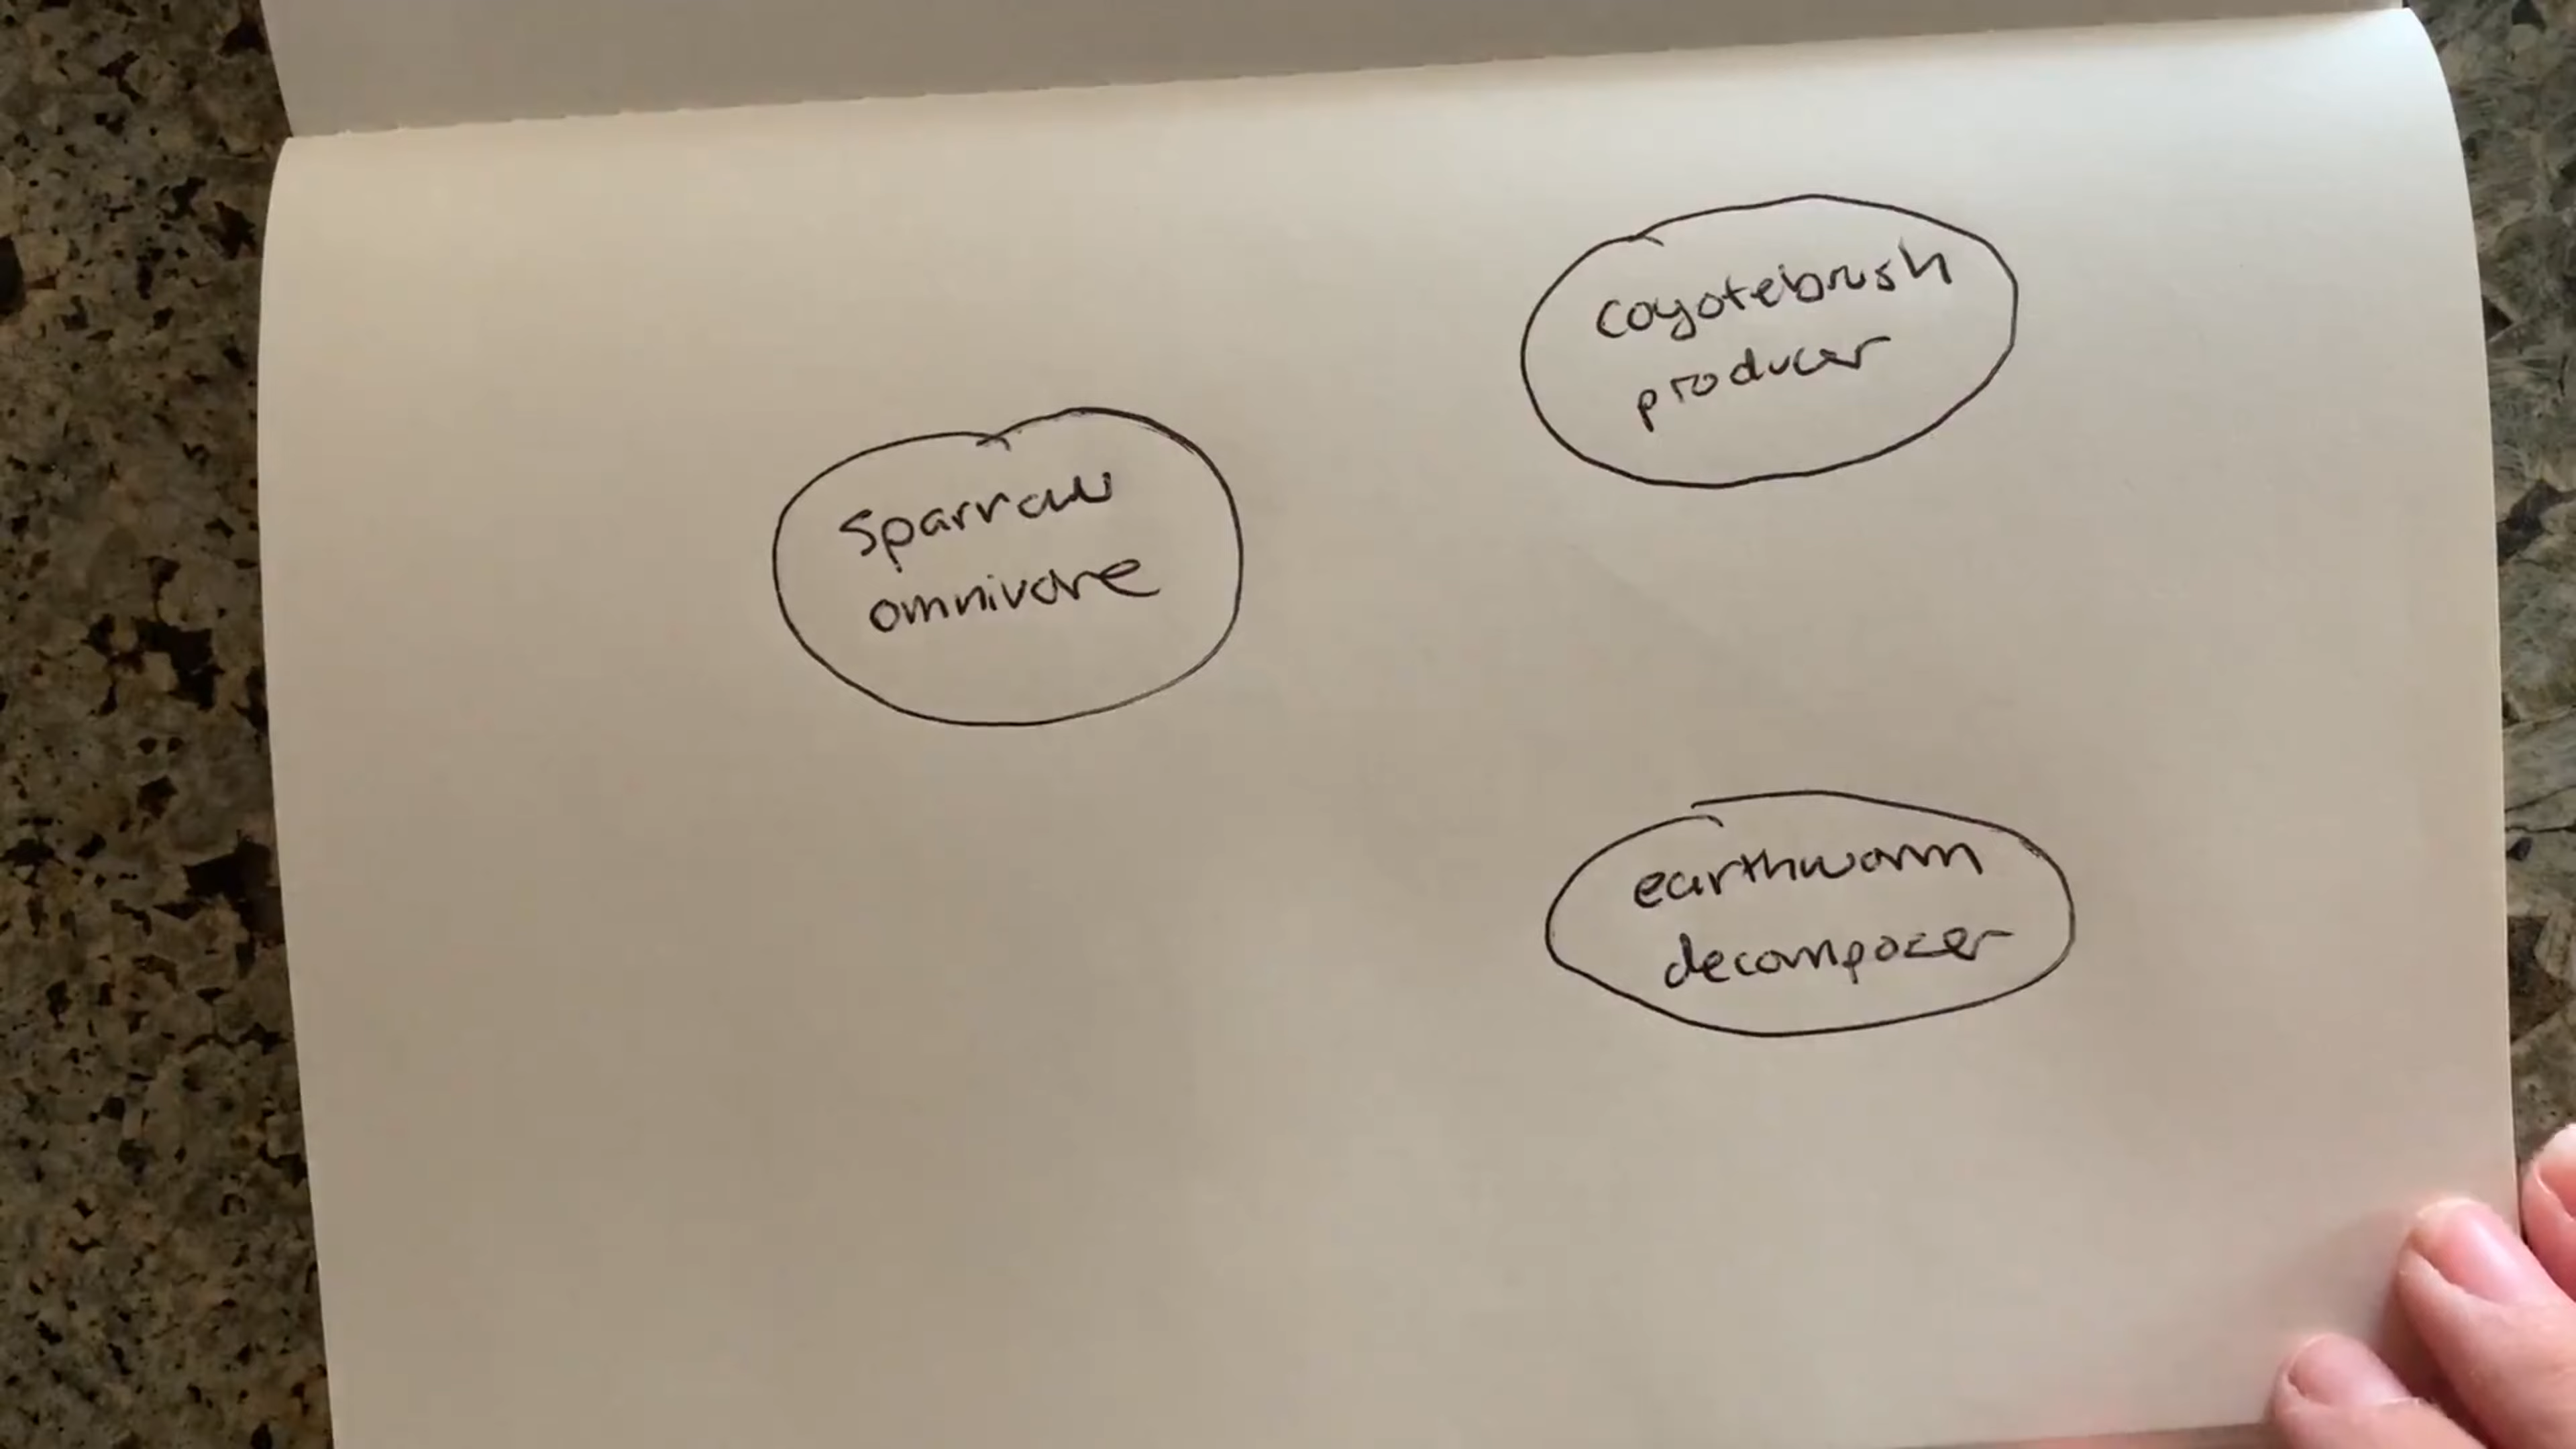 coyotebrush
producer
Sparrow
omnivore
earthworm
decomposer